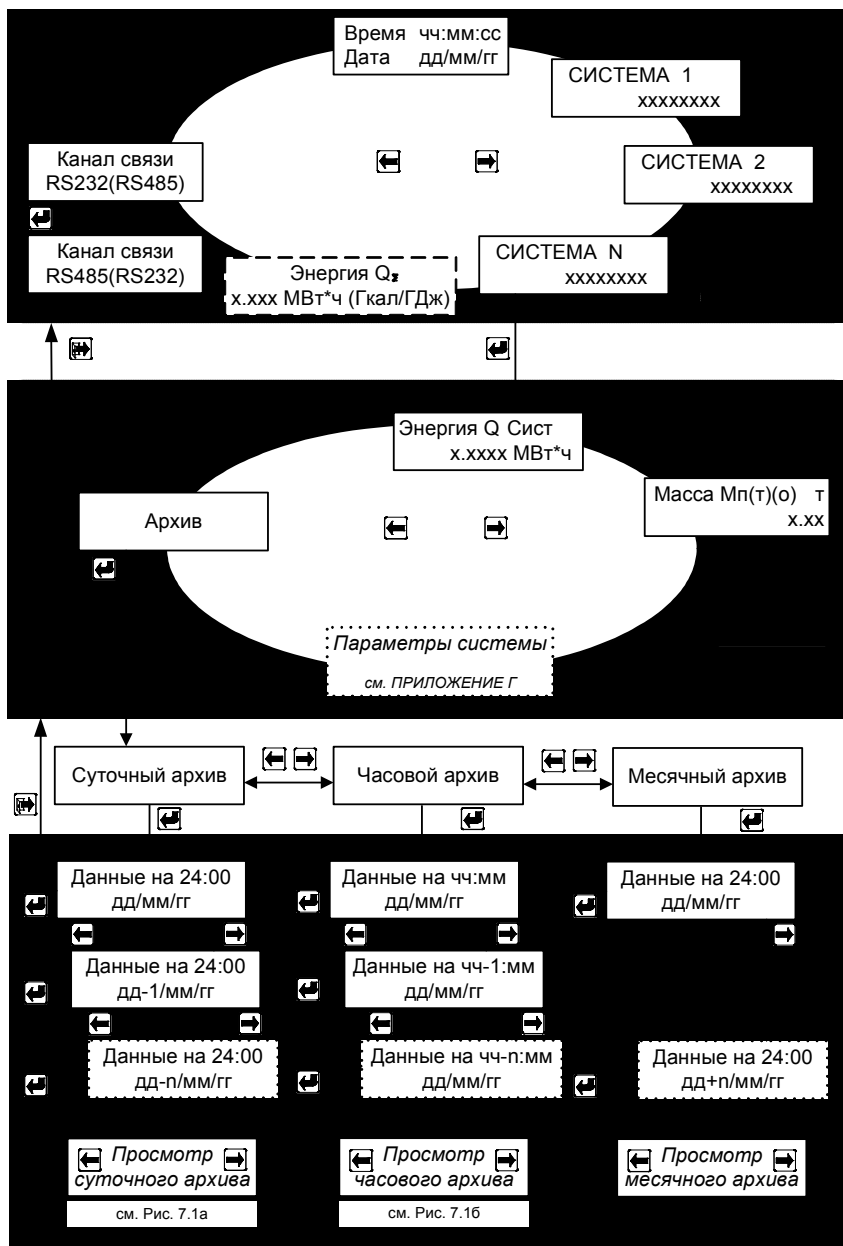 Время чч:мм:сс
Дата дд/мм/гг
СИСТЕМА 1
xxxxxxxx
Канал связи
RS232(RS485)
СИСТЕМА 2
xxxxxxxx
Канал связи
RS485(RS232)
Энергия QΣ
x.xxx МВт*ч (Гкал/ГДж)
СИСТЕМА N
xxxxxxxx
Энергия Q Сист
x.xxxx МВт*ч
Масса Мп(т)(о) т
x.xx
Архив
Параметры системы
см. ПРИЛОЖЕНИЕ Г
Суточный архив
Часовой архив
Месячный архив
Данные на 24:00
дд/мм/гг
Данные на чч:мм
дд/мм/гг
Данные на 24:00
дд/мм/гг
Данные на 24:00
дд-1/мм/гг
Данные на чч-1:мм
дд/мм/гг
Данные на 24:00
дд-n/мм/гг
Данные на чч-n:мм
дд/мм/гг
Данные на 24:00
дд+n/мм/гг
Просмотр
суточного архива
Просмотр
часового архива
Просмотр
месячного архива
см. Рис. 7.1а
см. Рис. 7.1б